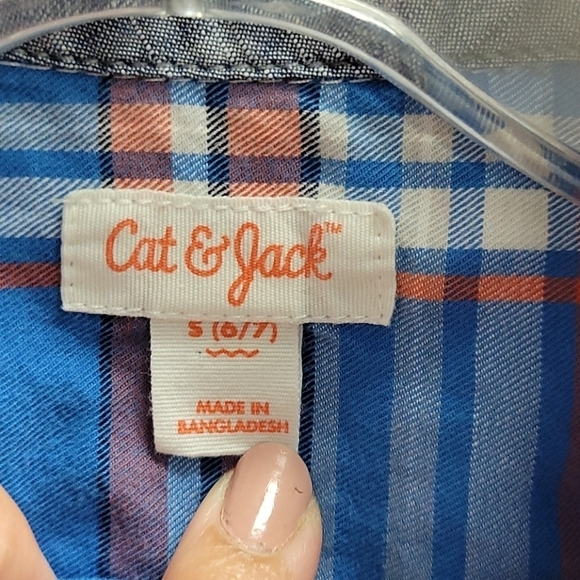 Cat & Jack™
S (6/7)
MADE IN
BANGLADESH